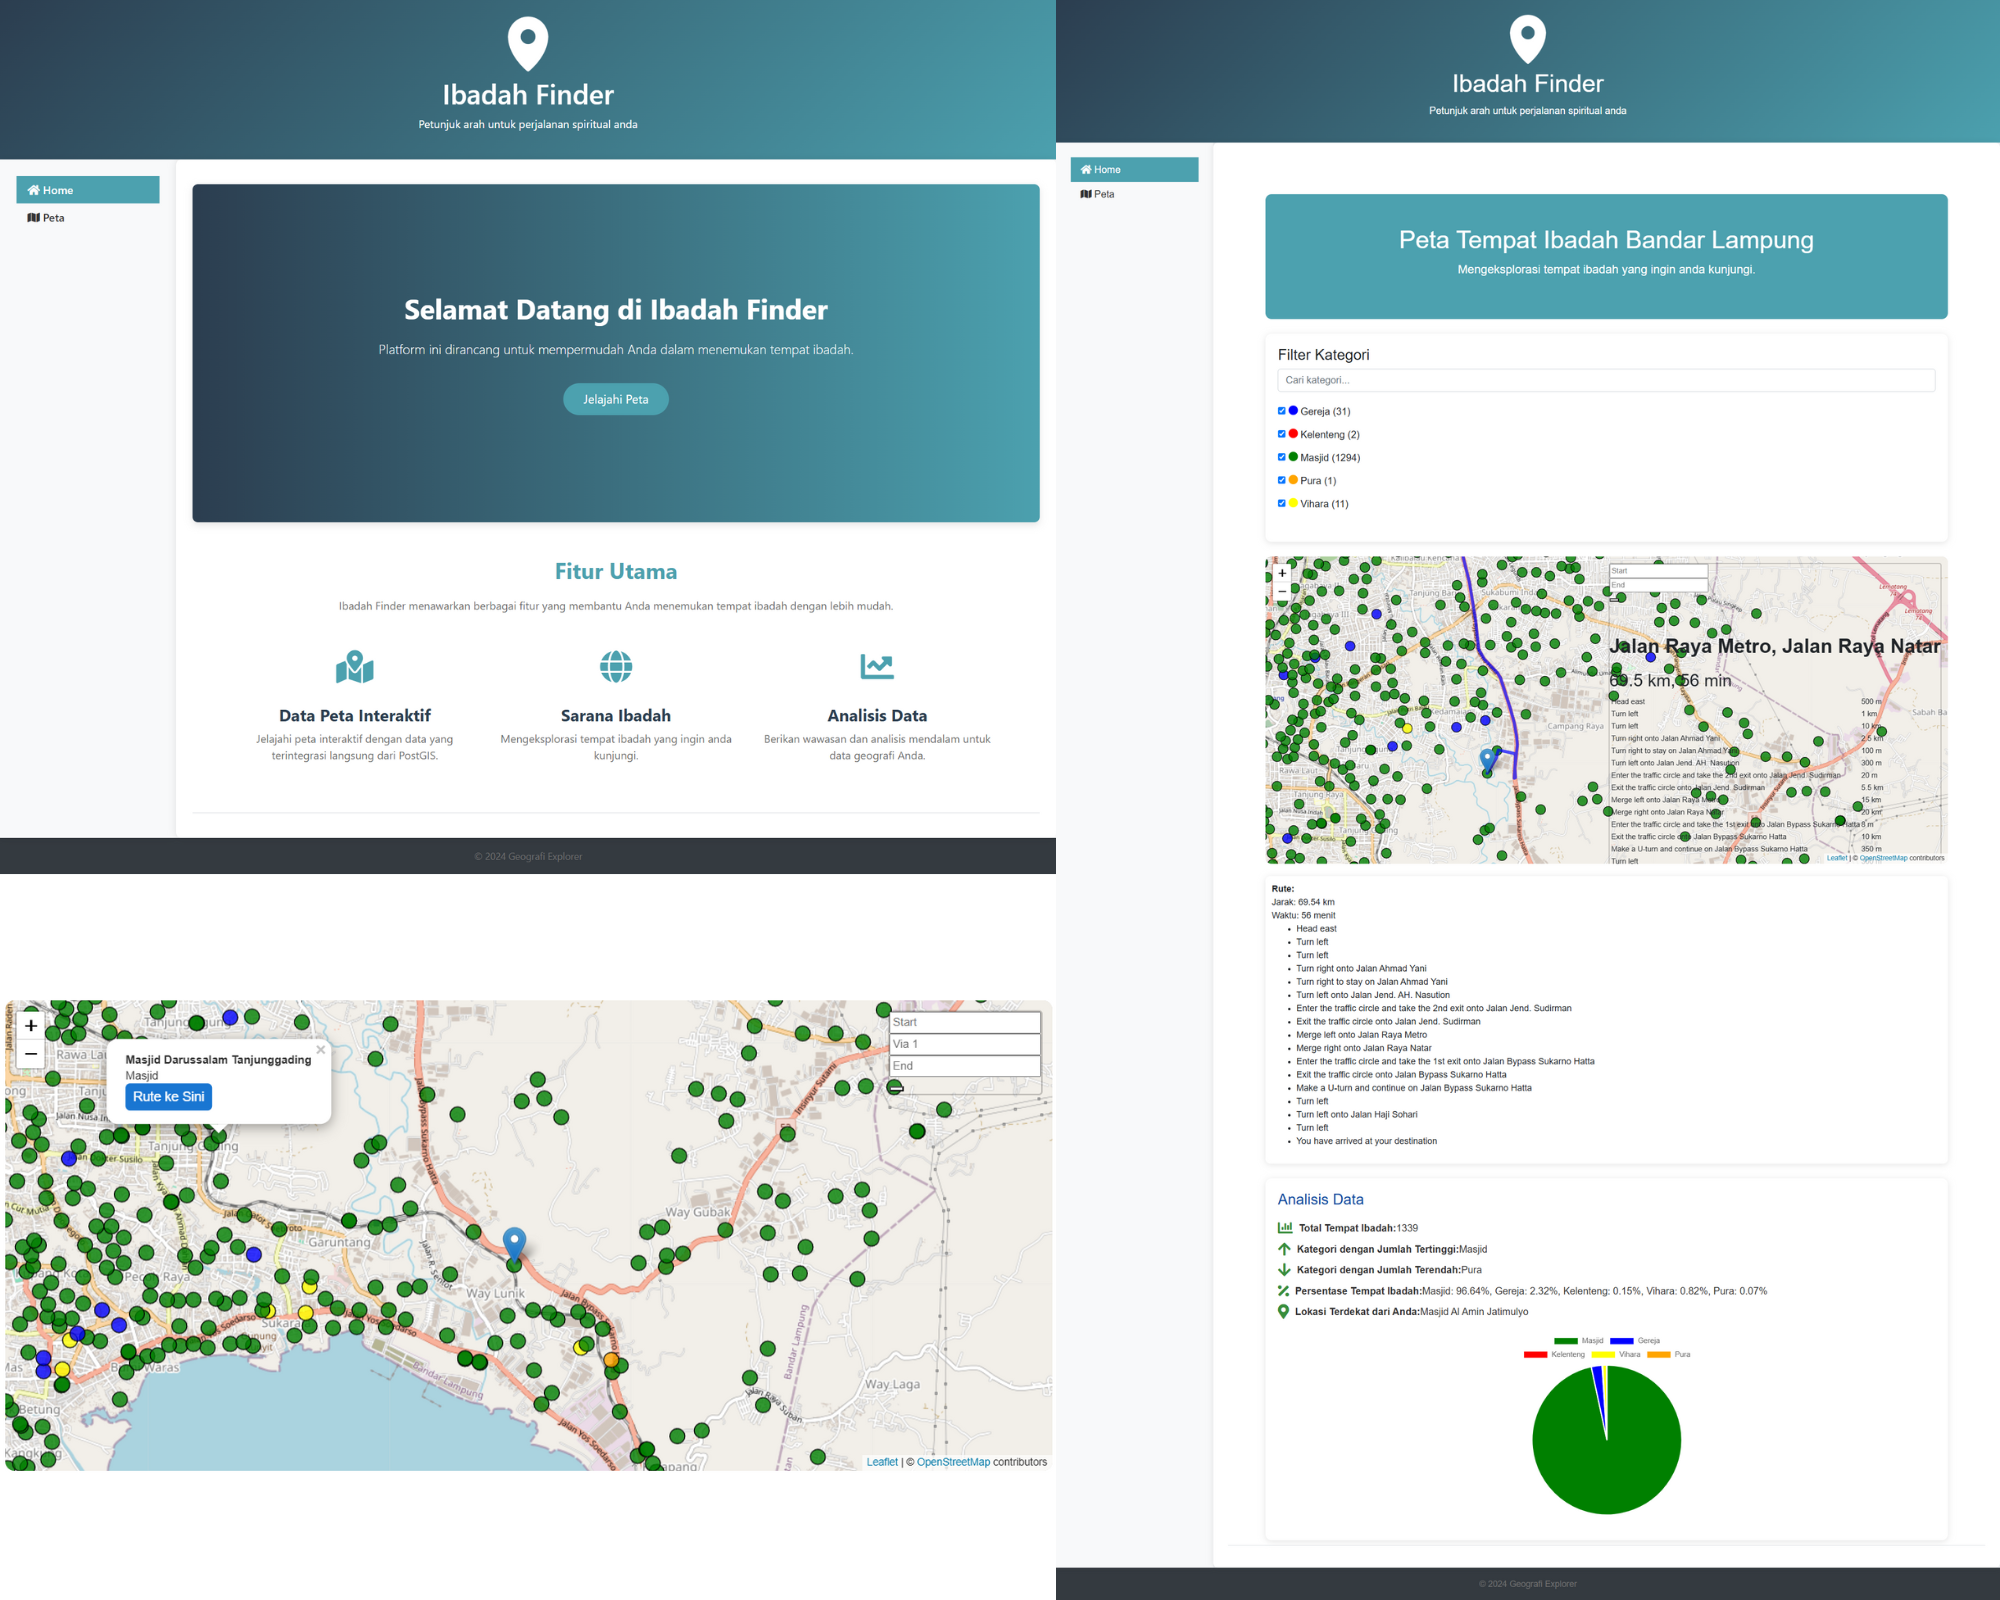 Ibadah Finder
Petunjuk arah untuk perjalanan spiritual anda
Home
Peta
Selamat Datang di Ibadah Finder
Platform ini dirancang untuk mempermudah Anda dalam menemukan tempat ibadah.
Jelajahi Peta
Fitur Utama
Ibadah Finder menawarkan berbagai fitur yang membantu Anda menemukan tempat ibadah dengan lebih mudah.
Data Peta Interaktif
Jelajahi peta interaktif dengan data yang
terintegrasi langsung dari PostGIS.
Sarana Ibadah
Mengeksplorasi tempat ibadah yang ingin anda
kunjungi.
Analisis Data
Berikan wawasan dan analisis mendalam untuk
data geografi Anda.
© 2024 Geografi Explorer
+
−
Masjid Darussalam Tanjunggading
Masjid
Rute ke Sini
×
Start
Via 1
End
Garuntang
Way Lunik
Way Gubak
Way Laga
Bandar Lampung
Jalan Yos Soedarso
Leaflet | © OpenStreetMap contributors
Ibadah Finder
Petunjuk arah untuk perjalanan spiritual anda
Home
Peta
Peta Tempat Ibadah Bandar Lampung
Mengeksplorasi tempat ibadah yang ingin anda kunjungi.
Filter Kategori
Cari kategori...
Gereja (31)
Kelenteng (2)
Masjid (1294)
Pura (1)
Vihara (11)
+
−
Start
End
Campang Raya
Lematang
Jalan Raya Metro, Jalan Raya Natar
69.5 km, 56 min
Head east 500 m
Turn left 1 km
Turn left 10 km
Turn right onto Jalan Ahmad Yani 2.5 km
Turn right to stay on Jalan Ahmad Yani 100 m
Turn left onto Jalan Jend. AH. Nasution 300 m
Enter the traffic circle and take the 2nd exit onto Jalan Jend. Sudirman 20 m
Exit the traffic circle onto Jalan Jend. Sudirman 5.5 km
Merge left onto Jalan Raya Metro 15 km
Merge right onto Jalan Raya Natar 20 km
Enter the traffic circle and take the 1st exit onto Jalan Bypass Sukarno Hatta 8 m
Exit the traffic circle onto Jalan Bypass Sukarno Hatta 10 km
Make a U-turn and continue on Jalan Bypass Sukarno Hatta 350 m
Turn left
Leaflet | © OpenStreetMap contributors
Rute:
Jarak: 69.54 km
Waktu: 56 menit
Head east
Turn left
Turn left
Turn right onto Jalan Ahmad Yani
Turn right to stay on Jalan Ahmad Yani
Turn left onto Jalan Jend. AH. Nasution
Enter the traffic circle and take the 2nd exit onto Jalan Jend. Sudirman
Exit the traffic circle onto Jalan Jend. Sudirman
Merge left onto Jalan Raya Metro
Merge right onto Jalan Raya Natar
Enter the traffic circle and take the 1st exit onto Jalan Bypass Sukarno Hatta
Exit the traffic circle onto Jalan Bypass Sukarno Hatta
Make a U-turn and continue on Jalan Bypass Sukarno Hatta
Turn left
Turn left onto Jalan Haji Sohari
Turn left
You have arrived at your destination
Analisis Data
Total Tempat Ibadah:1339
Kategori dengan Jumlah Tertinggi:Masjid
Kategori dengan Jumlah Terendah:Pura
Persentase Tempat Ibadah:Masjid: 96.64%, Gereja: 2.32%, Kelenteng: 0.15%, Vihara: 0.82%, Pura: 0.07%
Lokasi Terdekat dari Anda:Masjid Al Amin Jatimulyo
Masjid Gereja
Kelenteng Vihara Pura
© 2024 Geografi Explorer